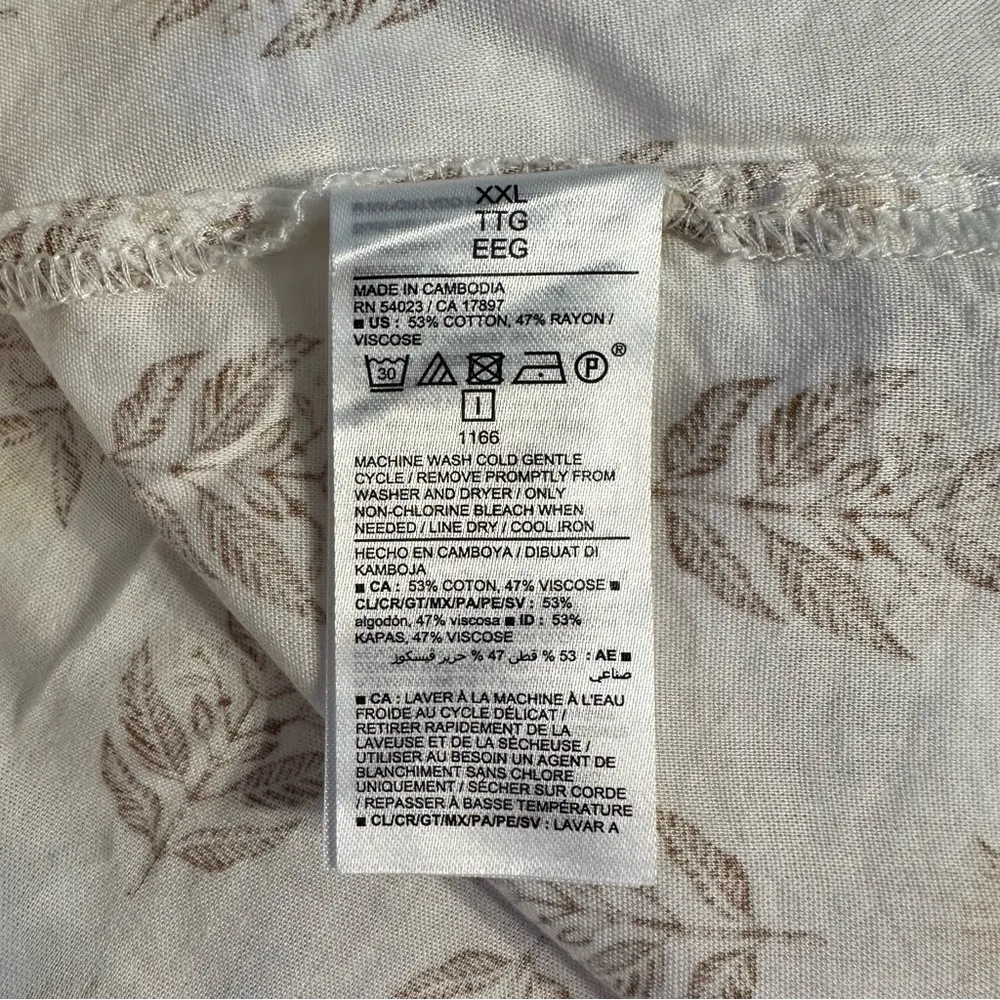 XXL
TTG
EEG
MADE IN CAMBODIA
RN 54023 / CA 17897
■ US : 53% COTTON, 47% RAYON /
VISCOSE
30 P ®
I
1166
MACHINE WASH COLD GENTLE
CYCLE / REMOVE PROMPTLY FROM
WASHER AND DRYER / ONLY
NON-CHLORINE BLEACH WHEN
NEEDED / LINE DRY / COOL IRON
HECHO EN CAMBOYA / DIBUAT DI
KAMBOJA
■ CA : 53% COTON, 47% VISCOSE ■
CL/CR/GT/MX/PA/PE/SV : 53%
algodón, 47% viscosa ■ ID : 53%
KAPAS, 47% VISCOSE
■ AE : 53 % قطن 47 % حرير فيسكوز
صناعي
■ CA : LAVER À LA MACHINE À L'EAU
FROIDE AU CYCLE DÉLICAT /
RETIRER RAPIDEMENT DE LA
LAVEUSE ET DE LA SÉCHEUSE /
UTILISER AU BESOIN UN AGENT DE
BLANCHIMENT SANS CHLORE
UNIQUEMENT / SÉCHER SUR CORDE
/ REPASSER À BASSE TEMPÉRATURE
■ CL/CR/GT/MX/PA/PE/SV : LAVAR A